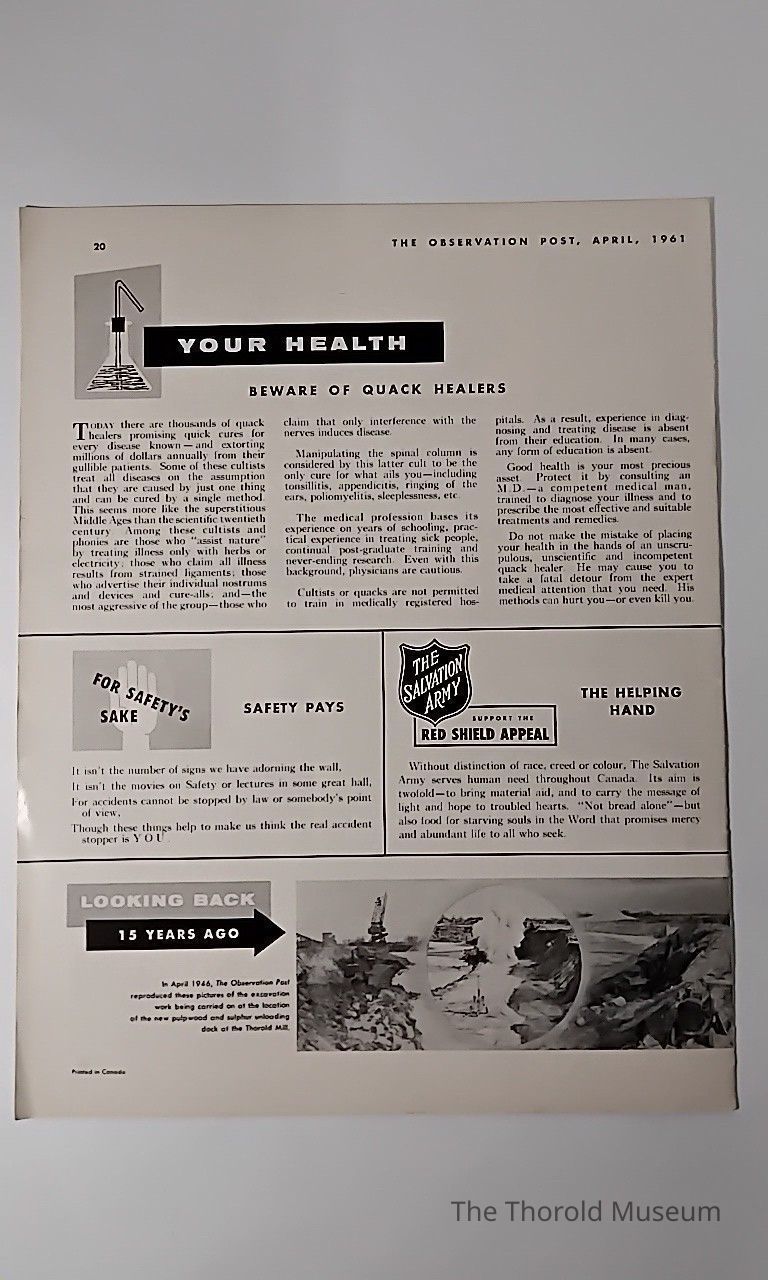 20
THE OBSERVATION POST, APRIL, 1961
YOUR HEALTH
BEWARE OF QUACK HEALERS
TODAY there are thousands of quack
healers promising quick cures for
every disease known—and extorting
millions of dollars annually from their
gullible patients. Some of these cultists
treat all diseases on the assumption
that they are caused by just one thing
and can be cured by a single method.
This seems more like the superstitious
Middle Ages than the scientific twentieth
century. Among these cultists and
phonies are those who "assist nature"
by treating illness only with herbs or
electricity; those who claim all illness
results from strained ligaments; those
who advertise their individual nostrums
and devices and cure-alls; and—the
most aggressive of the group—those who
claim that only interference with the
nerves induces disease.
Manipulating the spinal column is
considered by this latter cult to be the
only cure for what ails you—including
tonsillitis, appendicitis, ringing of the
ears, poliomyelitis, sleeplessness, etc.
The medical profession bases its
experience on years of schooling, prac-
tical experience in treating sick people,
continual post-graduate training and
never-ending research. Even with this
background, physicians are cautious.
Cultists or quacks are not permitted
to train in medically registered hos-
pitals. As a result, experience in diag-
nosing and treating disease is absent
from their education. In many cases,
any form of education is absent.
Good health is your most precious
asset. Protect it by consulting an
M.D.—a competent medical man,
trained to diagnose your illness and to
prescribe the most effective and suitable
treatments and remedies.
Do not make the mistake of placing
your health in the hands of an unscru-
pulous, unscientific and incompetent
quack healer. He may cause you to
take a fatal detour from the expert
medical attention that you need. His
methods can hurt you—or even kill you.
FOR SAFETY'S
SAKE
SAFETY PAYS
It isn't the number of signs we have adorning the wall,
It isn't the movies on Safety or lectures in some great hall,
For accidents cannot be stopped by law or somebody's point
of view,
Though these things help to make us think the real accident
stopper is Y O U.
THE
SALVATION
ARMY
SUPPORT THE
RED SHIELD APPEAL
THE HELPING
HAND
Without distinction of race, creed or colour, The Salvation
Army serves human need throughout Canada. Its aim is
twofold—to bring material aid, and to carry the message of
light and hope to troubled hearts. "Not bread alone"—but
also food for starving souls in the Word that promises mercy
and abundant life to all who seek.
LOOKING BACK
15 YEARS AGO
In April 1946, The Observation Post
reproduced these pictures of the excavation
work being carried on at the location
of the new pulpwood and sulphur unloading
dock at the Thorold Mill.
Printed in Canada
The Thorold Museum